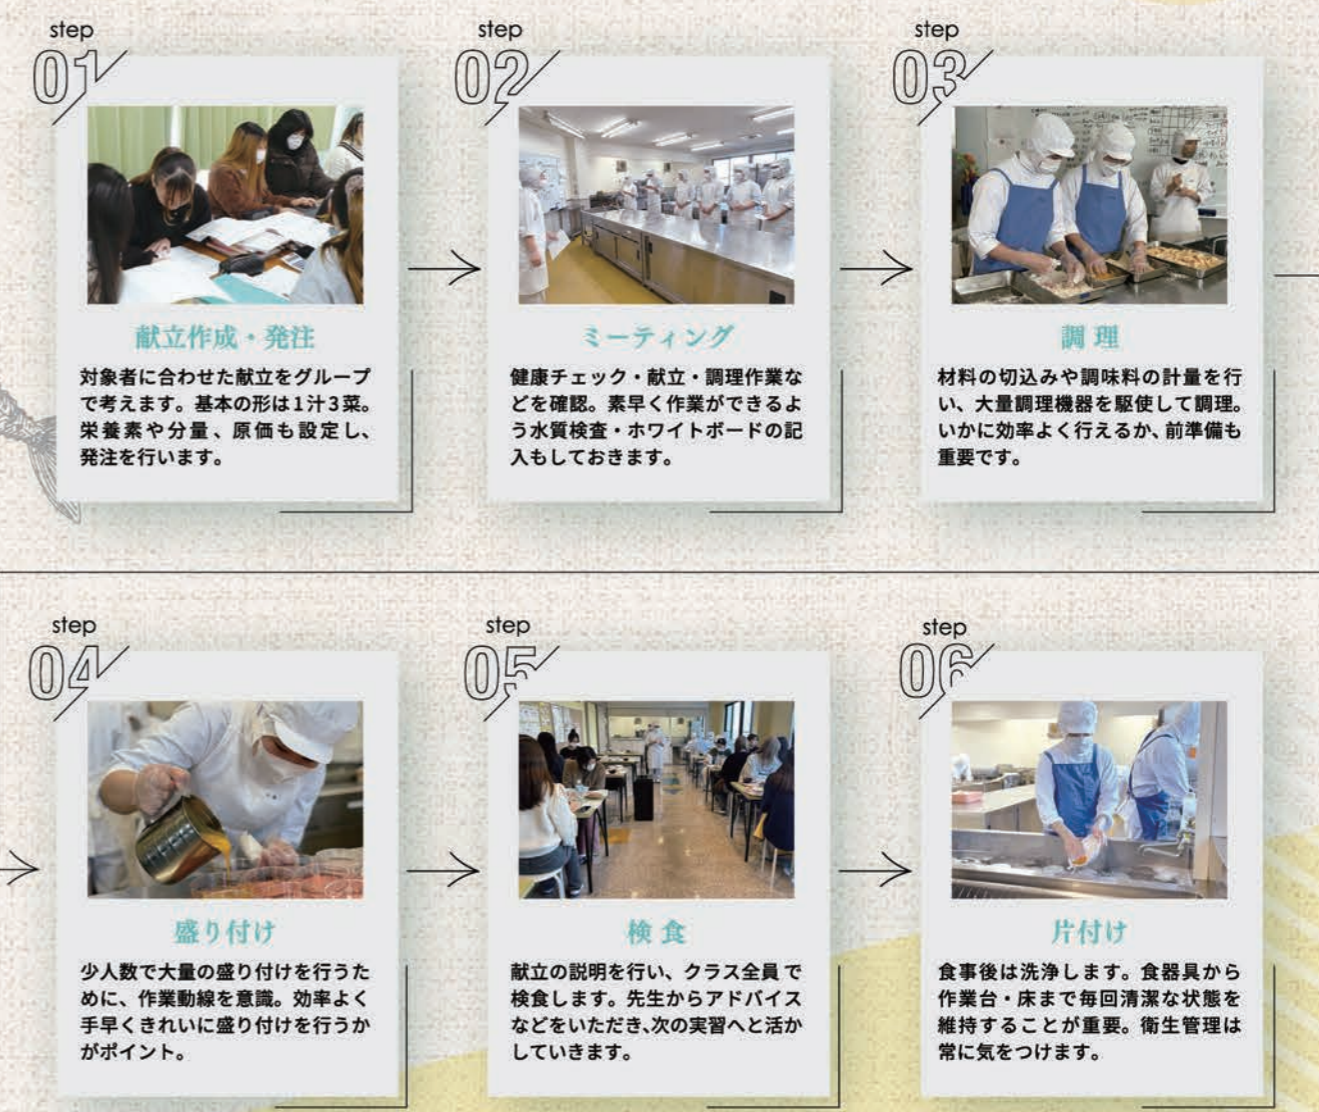 step
01
献立作成・発注
対象者に合わせた献立をグループ
で考えます。基本の形は1汁3菜。
栄養素や分量、原価も設定し、
発注を行います。
step
02
ミーティング
健康チェック・献立・調理作業な
どを確認。素早く作業ができるよ
う水質検査・ホワイトボードの記
入もしておきます。
step
03
調理
材料の切込みや調味料の計量を行
い、大量調理機器を駆使して調理。
いかに効率よく行えるか、前準備も
重要です。
step
04
盛り付け
少人数で大量の盛り付けを行うた
めに、作業動線を意識。効率よく
手早くきれいに盛り付けを行うか
がポイント。
step
05
検食
献立の説明を行い、クラス全員で
検食します。先生からアドバイス
などをいただき、次の実習へと活か
していきます。
step
06
片付け
食事後は洗浄します。食器具から
作業台・床まで毎回清潔な状態を
維持することが重要。衛生管理は
常に気をつけます。